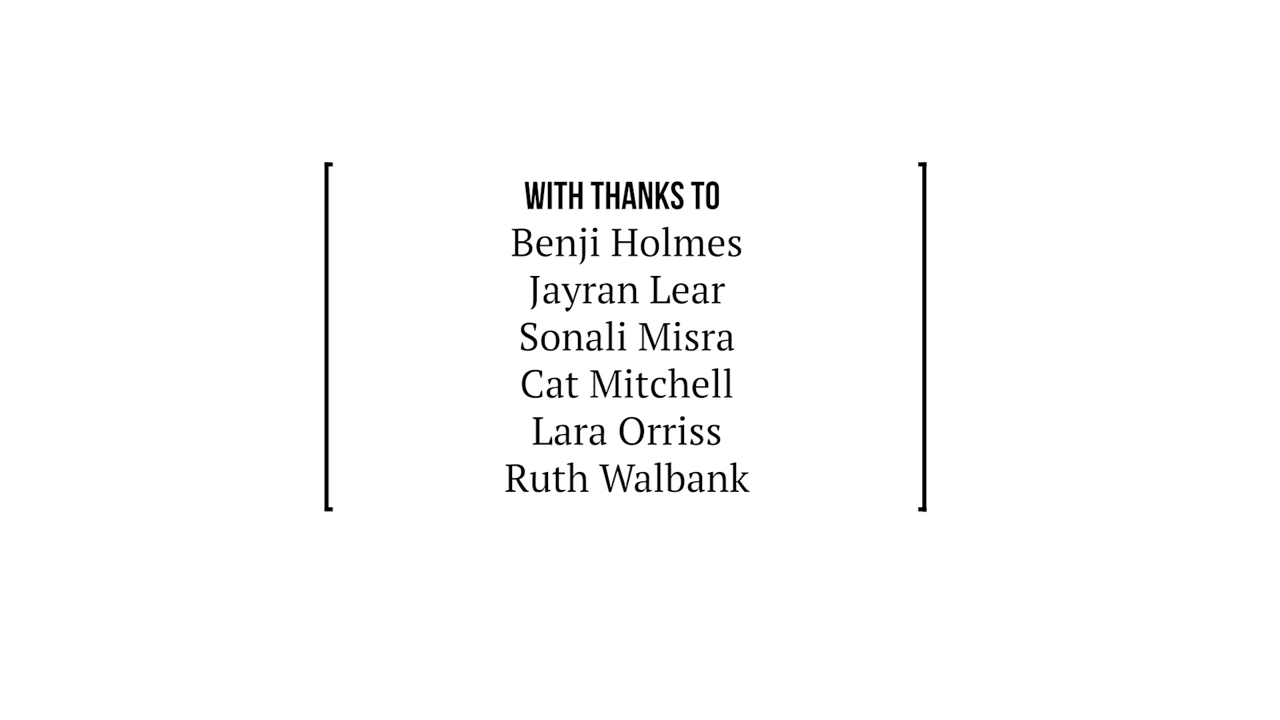 WITH THANKS TO
Benji Holmes
Jayran Lear
Sonali Misra
Cat Mitchell
Lara Orriss
Ruth Walbank